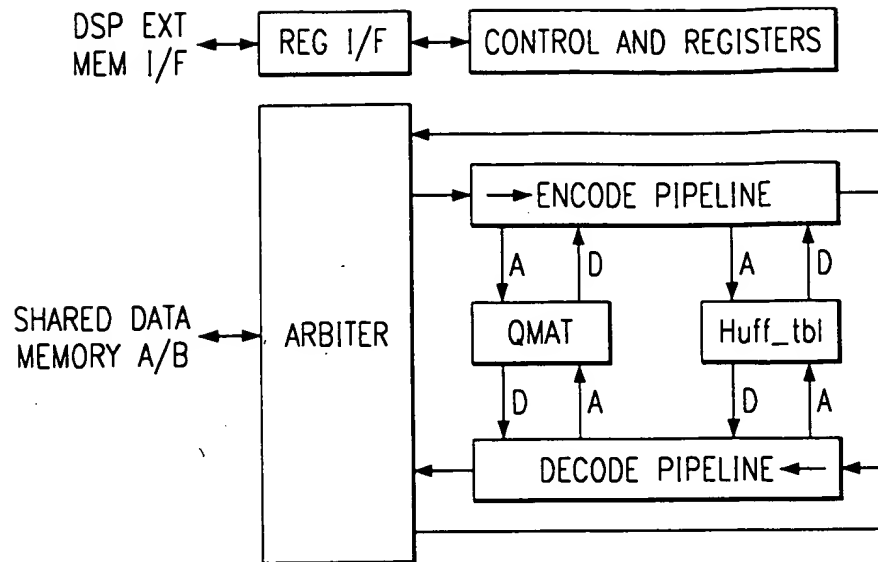 DSP EXT
MEM I/F
REG I/F
CONTROL AND REGISTERS
ENCODE PIPELINE
A
D
A
D
SHARED DATA
MEMORY A/B
ARBITER
QMAT
Huff_tbl
D
A
D
A
DECODE PIPELINE